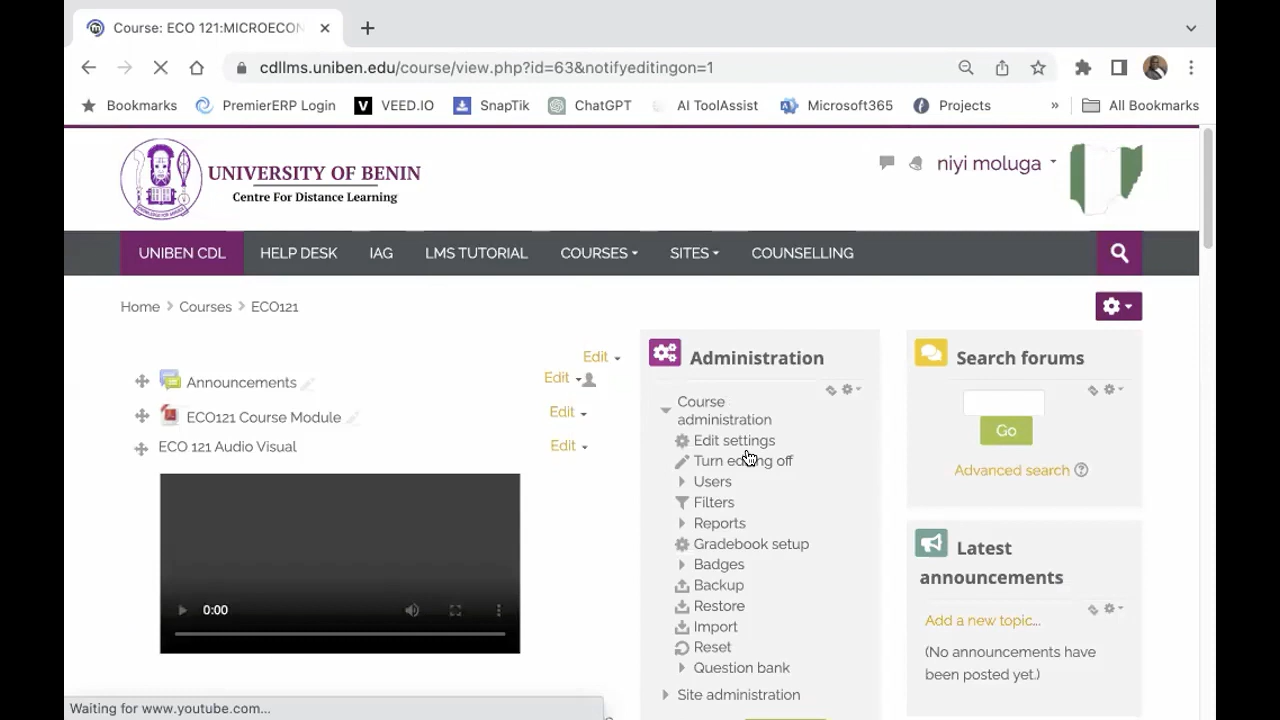 Course: ECO 121:MICROECON
cdllms.uniben.edu/course/view.php?id=63&notifyeditingon=1
Bookmarks PremierERP Login V VEED.IO SnapTik ChatGPT AI ToolAssist Microsoft365 Projects » All Bookmarks
UNIVERSITY OF BENIN
Centre For Distance Learning
niyi moluga
UNIBEN CDL HELP DESK IAG LMS TUTORIAL COURSES SITES COUNSELLING
Home Courses ECO121
Edit
Announcements Edit
ECO121 Course Module Edit
ECO 121 Audio Visual Edit
0:00
Administration
Course
administration
Edit settings
Turn editing off
Users
Filters
Reports
Gradebook setup
Badges
Backup
Restore
Import
Reset
Question bank
Site administration
Search forums
Go
Advanced search ?
Latest
announcements
Add a new topic...
(No announcements have
been posted yet.)
Waiting for www.youtube.com...